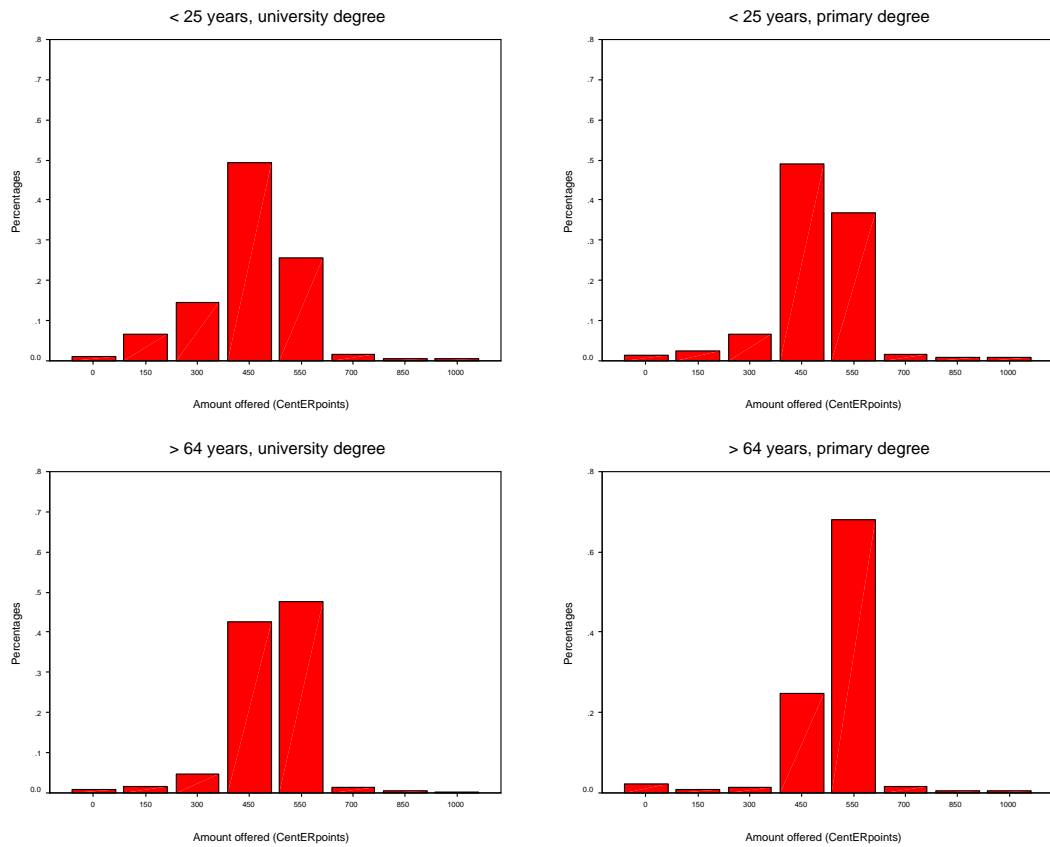 < 25 years, university degree
.8
.7
.6
.5
.4
.3
.2
.1
0.0
Percentages
0 150 300 450 550 700 850 1000
Amount offered (CentERpoints)
< 25 years, primary degree
.8
.7
.6
.5
.4
.3
.2
.1
0.0
Percentages
0 150 300 450 550 700 850 1000
Amount offered (CentERpoints)
> 64 years, university degree
.8
.7
.6
.5
.4
.3
.2
.1
0.0
Percentages
0 150 300 450 550 700 850 1000
Amount offered (CentERpoints)
> 64 years, primary degree
.8
.7
.6
.5
.4
.3
.2
.1
0.0
Percentages
0 150 300 450 550 700 850 1000
Amount offered (CentERpoints)